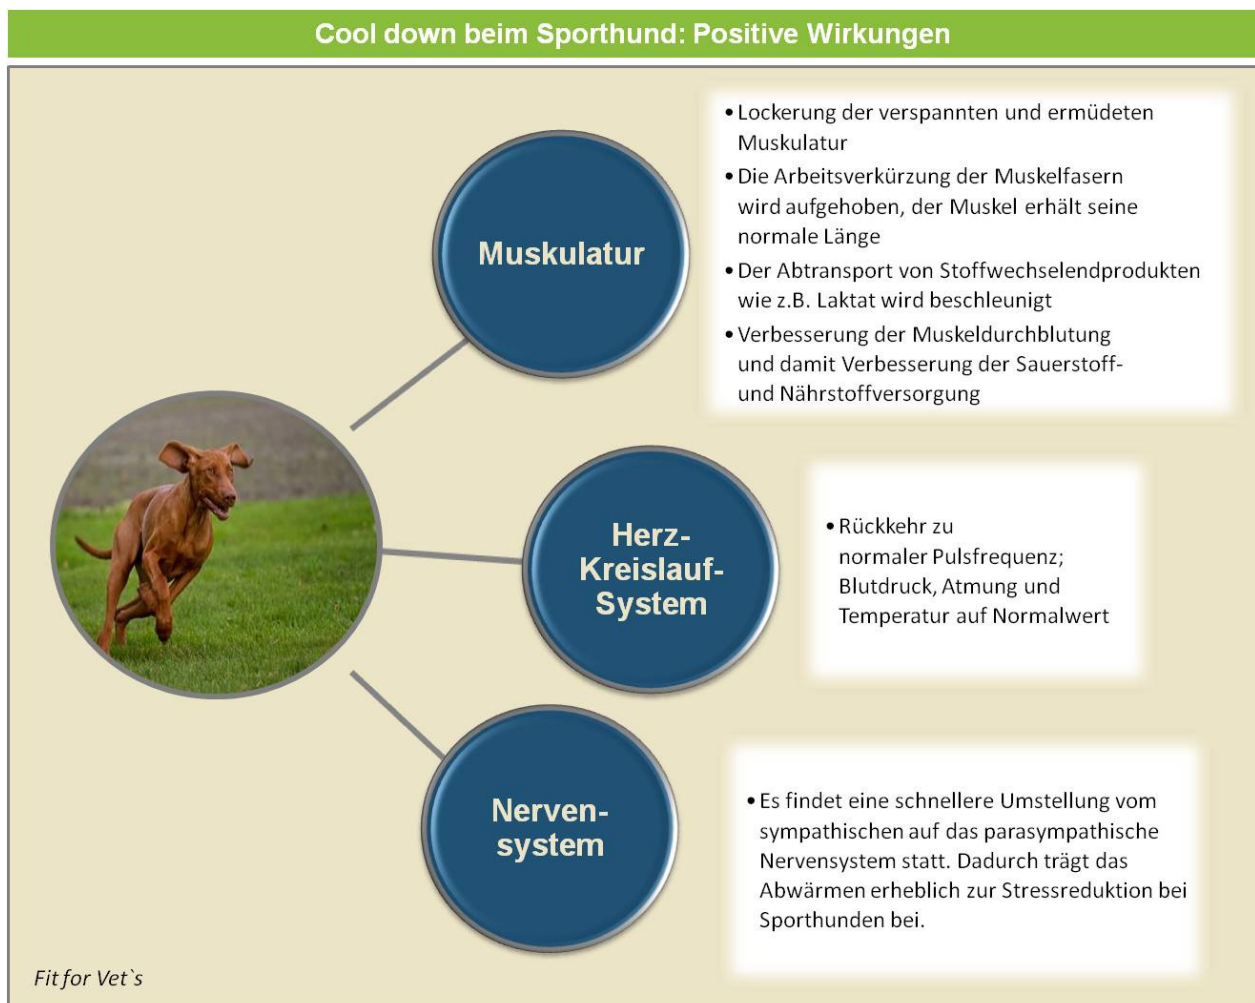 Cool down beim Sporthund: Positive Wirkungen
Muskulatur
• Lockerung der verspannten und ermüdeten
Muskulatur
• Die Arbeitsverkürzung der Muskelfasern
wird aufgehoben, der Muskel erhält seine
normale Länge
• Der Abtransport von Stoffwechselendprodukten
wie z.B. Laktat wird beschleunigt
• Verbesserung der Muskeldurchblutung
und damit Verbesserung der Sauerstoff-
und Nährstoffversorgung
Herz-
Kreislauf-
System
• Rückkehr zu
normaler Pulsfrequenz;
Blutdruck, Atmung und
Temperatur auf Normalwert
Nerven-
system
• Es findet eine schnellere Umstellung vom
sympathischen auf das parasympathische
Nervensystem statt. Dadurch trägt das
Abwärmen erheblich zur Stressreduktion bei
Sporthunden bei.
Fit for Vet`s